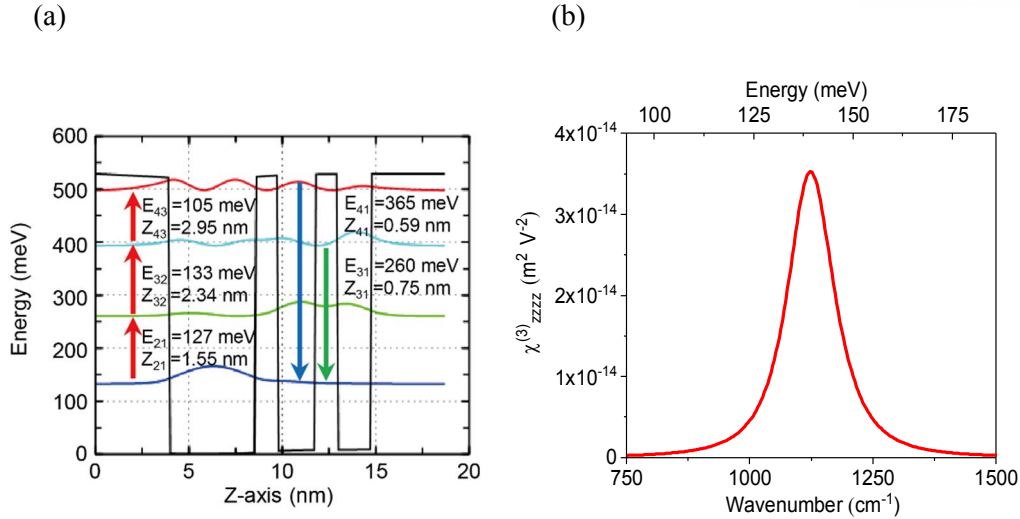 (a)
(b)
600
500
400
300
200
100
0
Energy (meV)
0
5
10
15
20
Z-axis (nm)
E43=105 meV
Z43=2.95 nm
E32=133 meV
Z32=2.34 nm
E21=127 meV
Z21=1.55 nm
E41=365 meV
Z41=0.59 nm
E31=260 meV
Z31=0.75 nm
Energy (meV)
100
125
150
175
4x10-14
3x10-14
2x10-14
1x10-14
0
χ(3)zzzz (m2 V-2)
750
1000
1250
1500
Wavenumber (cm-1)